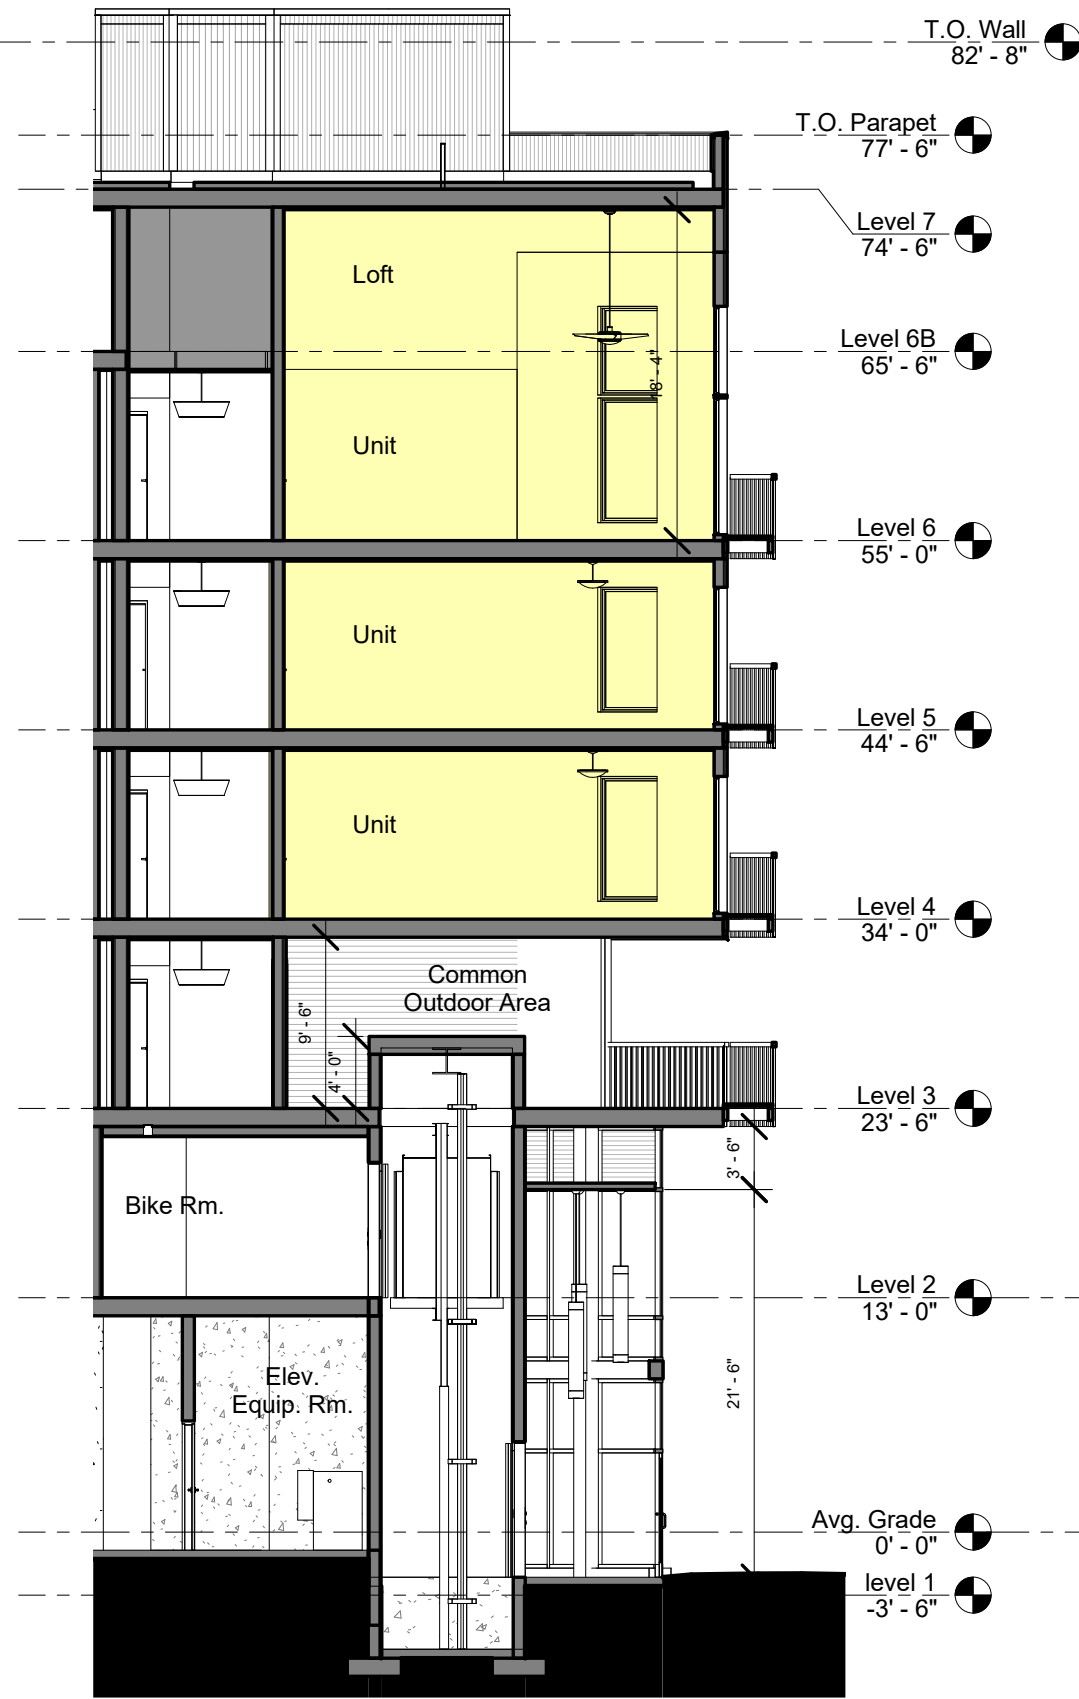 T.O. Wall
82' - 8"
T.O. Parapet
77' - 6"
Level 7
74' - 6"
Loft
Level 6B
65' - 6"
18' - 4"
Unit
Level 6
55' - 0"
Unit
Level 5
44' - 6"
Unit
Level 4
34' - 0"
Common
Outdoor Area
9' - 6"
4' - 0"
Level 3
23' - 6"
3' - 6"
Bike Rm.
Level 2
13' - 0"
Elev.
Equip. Rm.
21' - 6"
Avg. Grade
0' - 0"
level 1
-3' - 6"